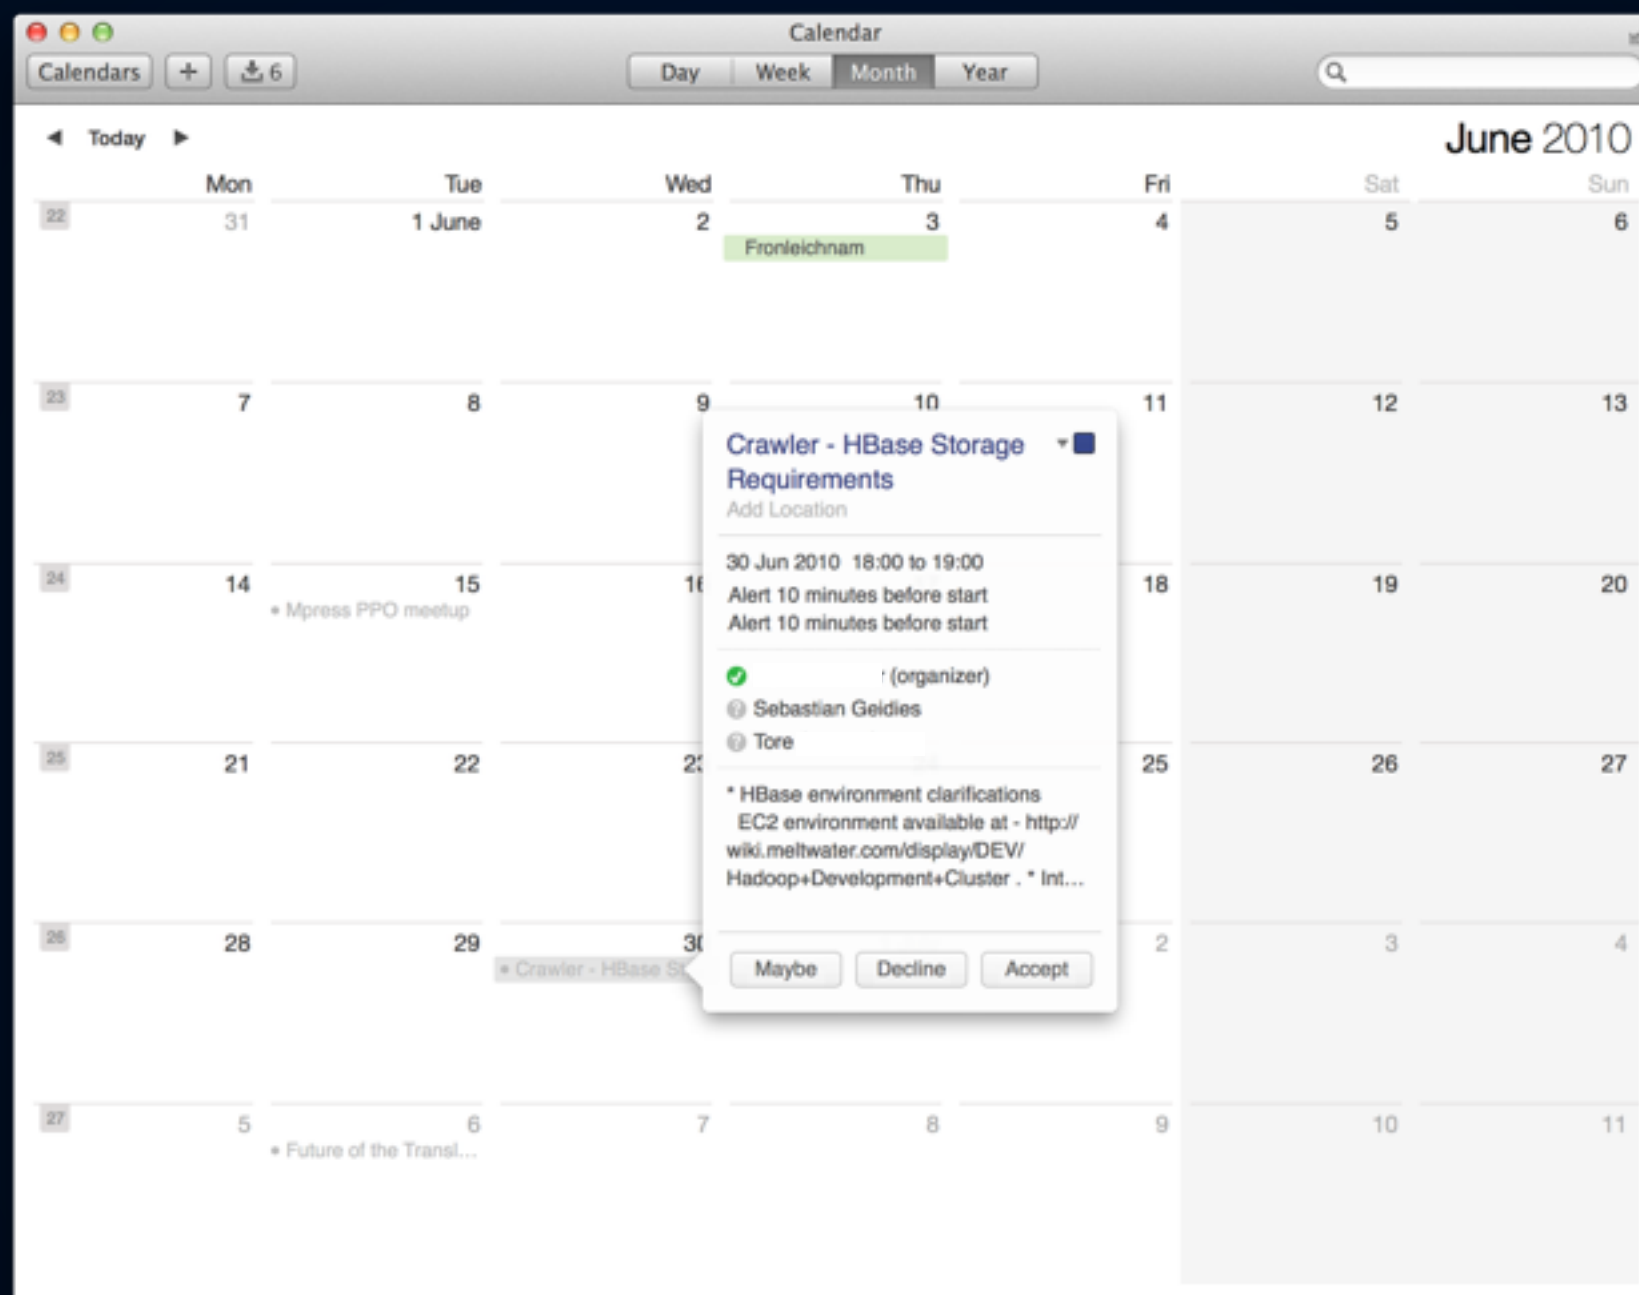 Calendar
Calendars + 6 Day Week Month Year
Today June 2010
Mon Tue Wed Thu Fri Sat Sun
22 31 1 June 2 3 4 5 6
Fronleichnam
23 7 8 9 10 11 12 13
Crawler - HBase Storage
Requirements
Add Location
30 Jun 2010 18:00 to 19:00
24 14 15 16 18 19 20
• Mpress PPO meetup
Alert 10 minutes before start
Alert 10 minutes before start
(organizer)
Sebastian Geidies
Tore
25 21 22 23 25 26 27
* HBase environment clarifications
EC2 environment available at - http://
wiki.meltwater.com/display/DEV/
Hadoop+Development+Cluster . * Int...
26 28 29 30 2 3 4
• Crawler - HBase St
Maybe Decline Accept
27 5 6 7 8 9 10 11
• Future of the Transl...